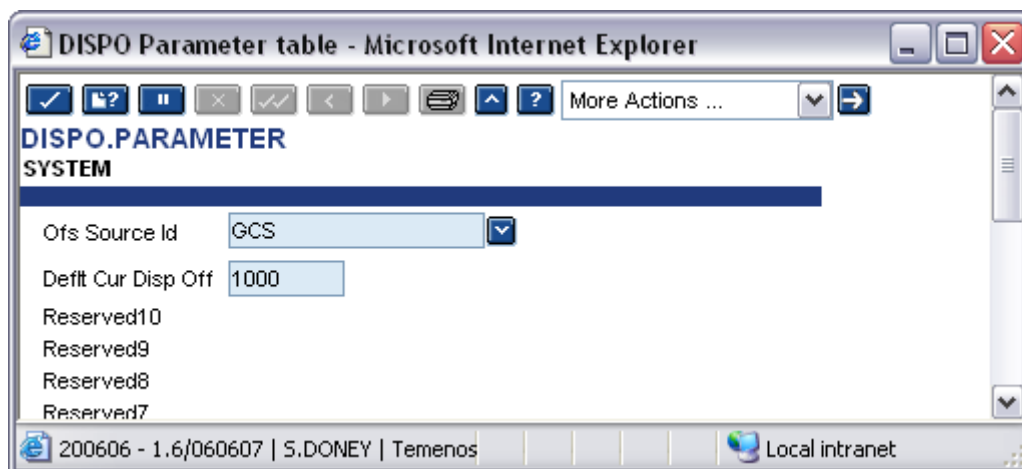 DISPO Parameter table - Microsoft Internet Explorer
More Actions ...
DISPO.PARAMETER
SYSTEM
Ofs Source Id GCS
Deflt Cur Disp Off 1000
Reserved10
Reserved9
Reserved8
Reserved7
200606 - 1.6/060607 | S.DONEY | Temenos Local intranet